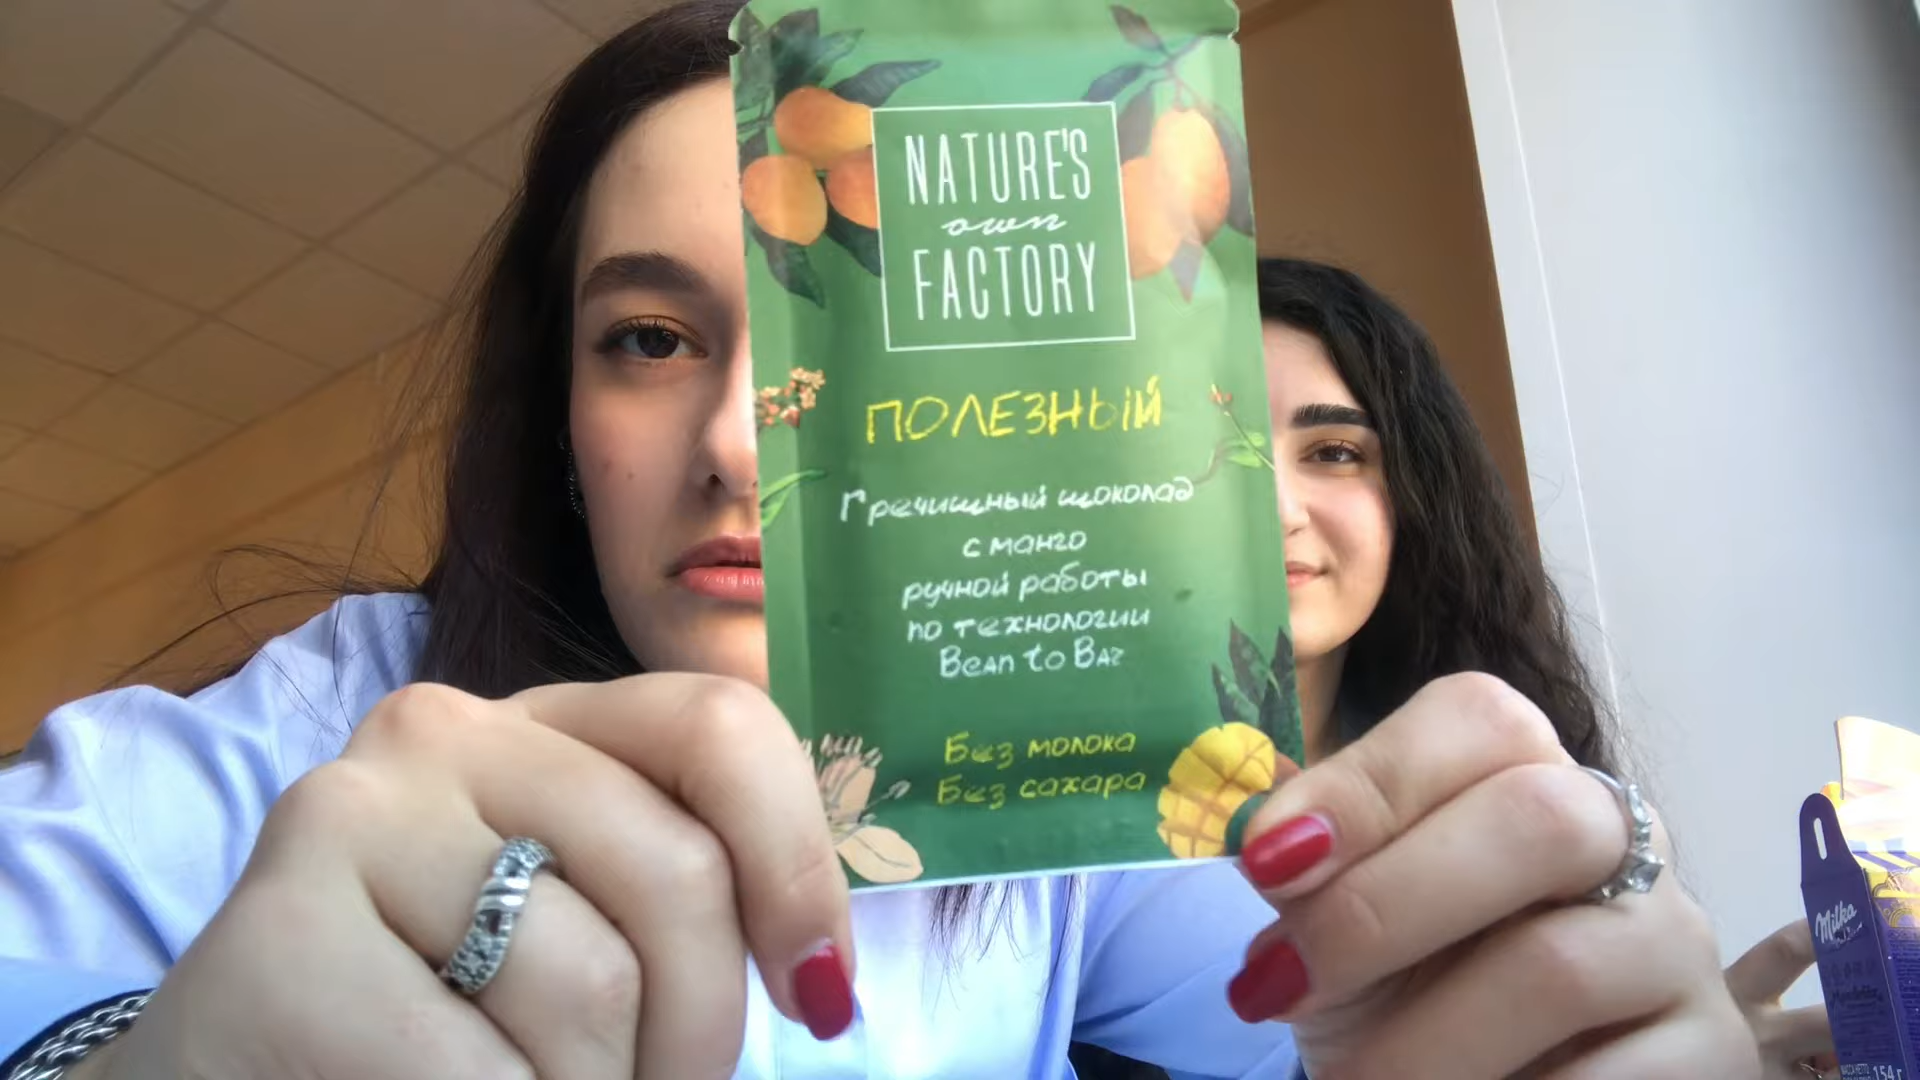 NATURE'S
own
FACTORY
ПОЛЕЗНЫЙ
Гречишный шоколад
с манго
ручной работы
по технологии
Bean to Bar
Без молока
Без сахара
Milka
154 г